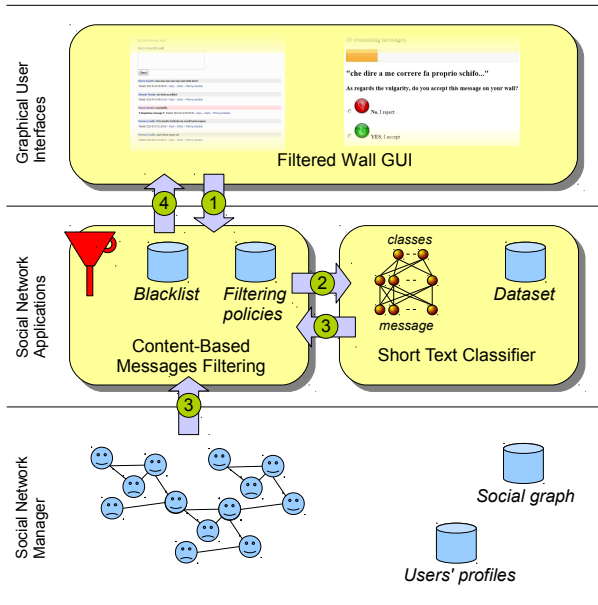 Graphical User
Interfaces
10 remaining messages.
"che dire a me correre fa proprio schifo..."
As regards the vulgarity, do you accept this message on your wall?
No, I reject
YES, I accept
Filtered Wall GUI
4
1
Social Network
Applications
Blacklist
Filtering
policies
Content-Based
Messages Filtering
2
3
classes
message
Dataset
Short Text Classifier
3
Social Network
Manager
Social graph
Users' profiles